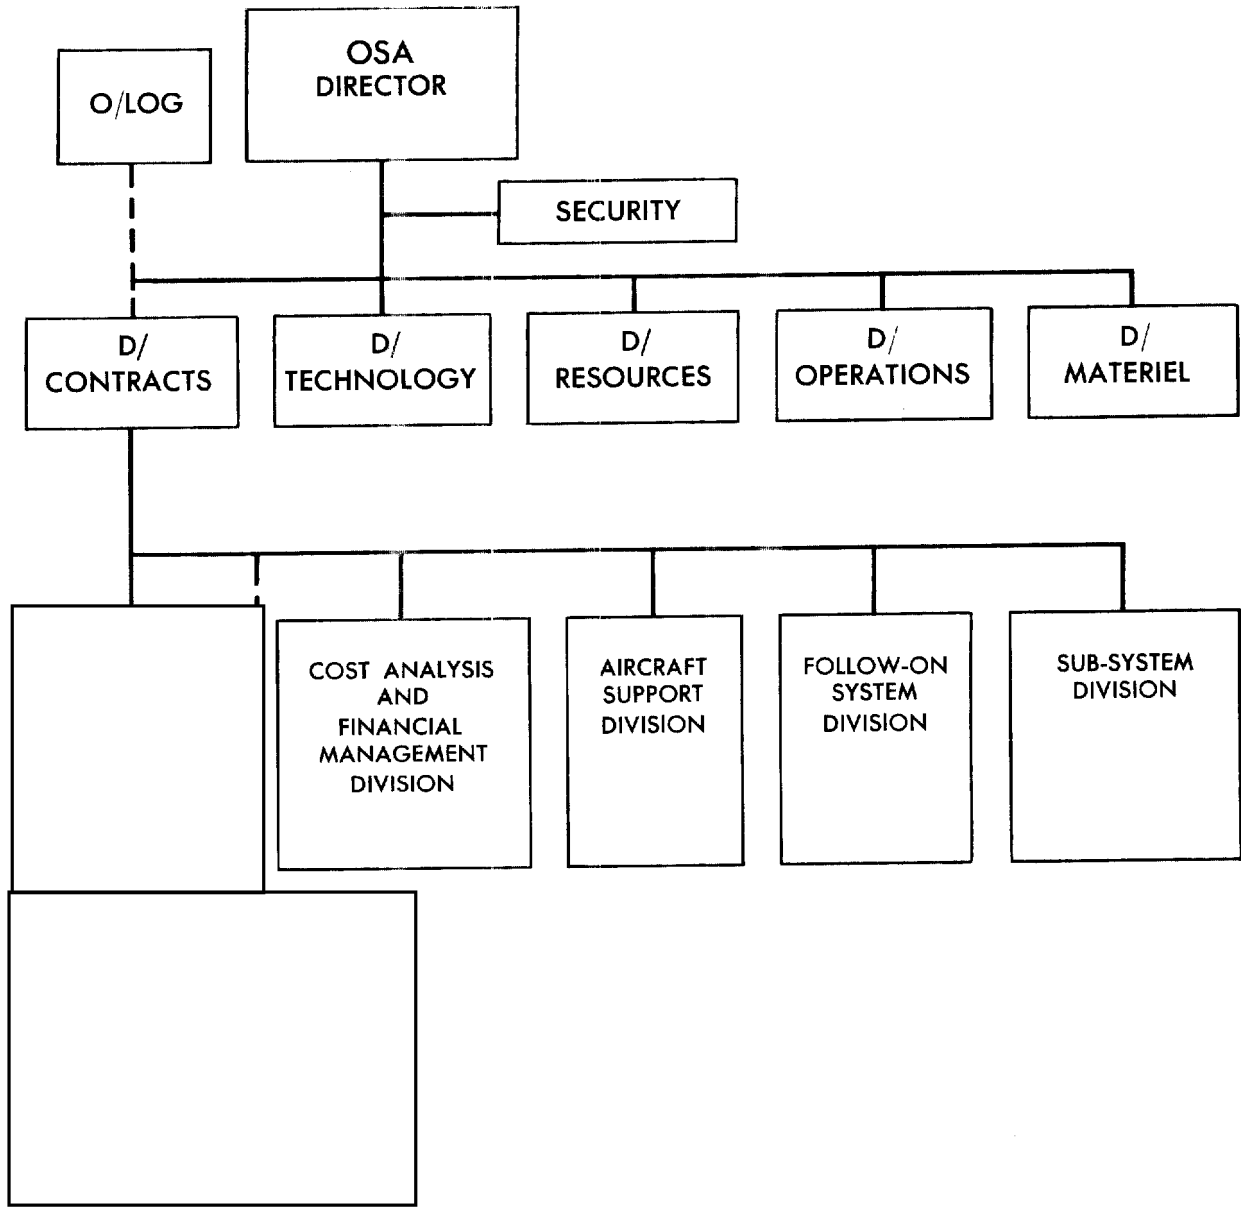 O/LOG
OSA
DIRECTOR
SECURITY
D/
CONTRACTS
D/
TECHNOLOGY
D/
RESOURCES
D/
OPERATIONS
D/
MATERIEL
COST ANALYSIS
AND
FINANCIAL
MANAGEMENT
DIVISION
AIRCRAFT
SUPPORT
DIVISION
FOLLOW-ON
SYSTEM
DIVISION
SUB-SYSTEM
DIVISION